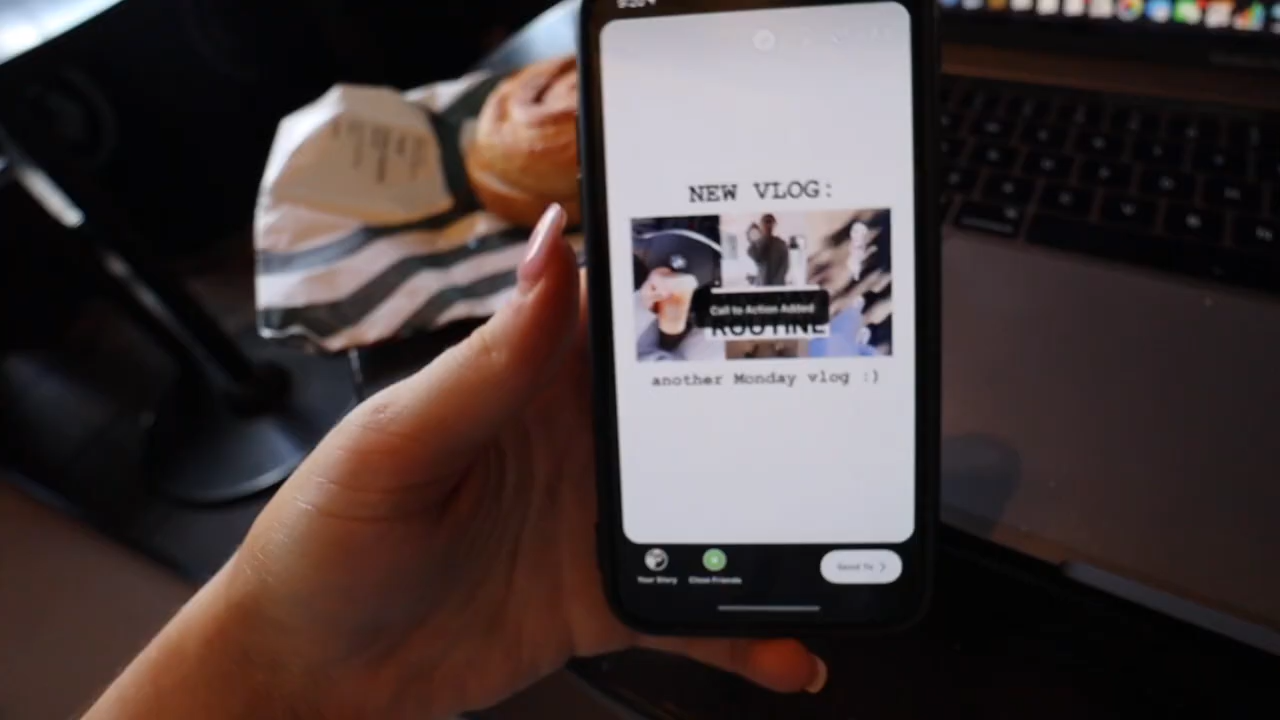 NEW VLOG:
Call to Action Added
ROUTINE
another Monday vlog :)
Your Story
Close Friends
Send To